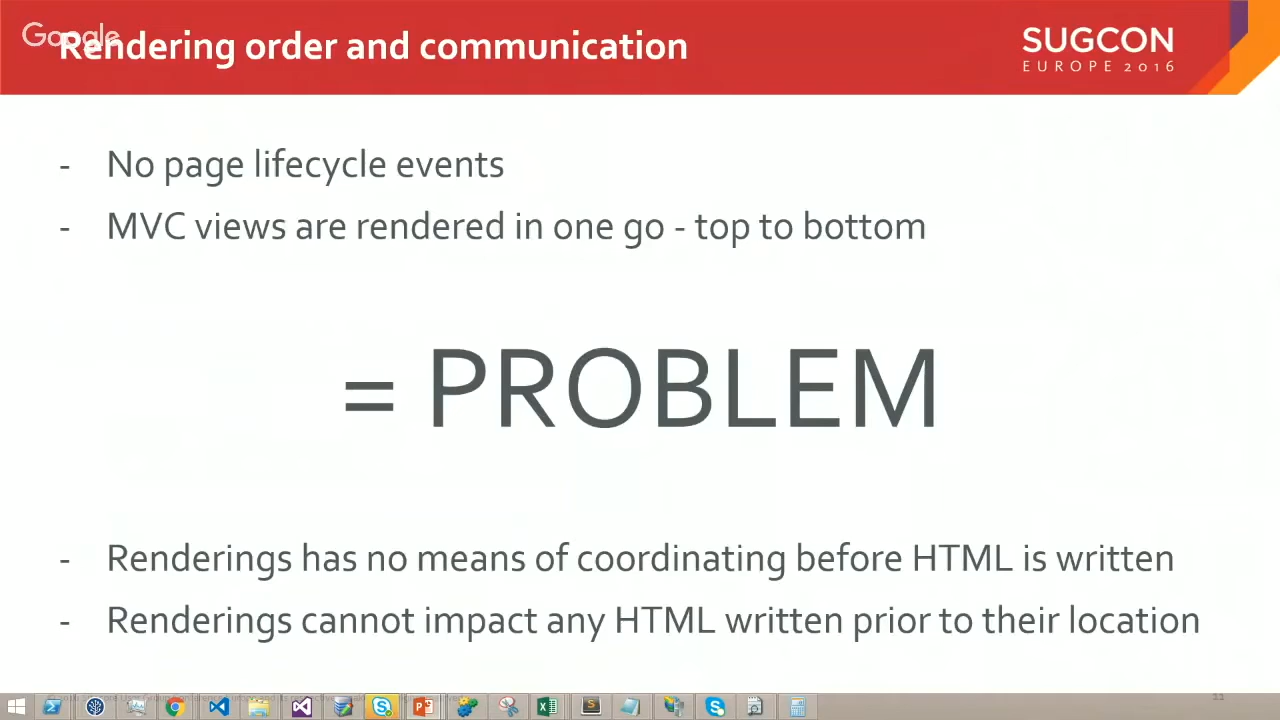 Google
Rendering order and communication
SUGCON
EUROPE 2016
- No page lifecycle events
- MVC views are rendered in one go - top to bottom
= PROBLEM
- Renderings has no means of coordinating before HTML is written
- Renderings cannot impact any HTML written prior to their location
11